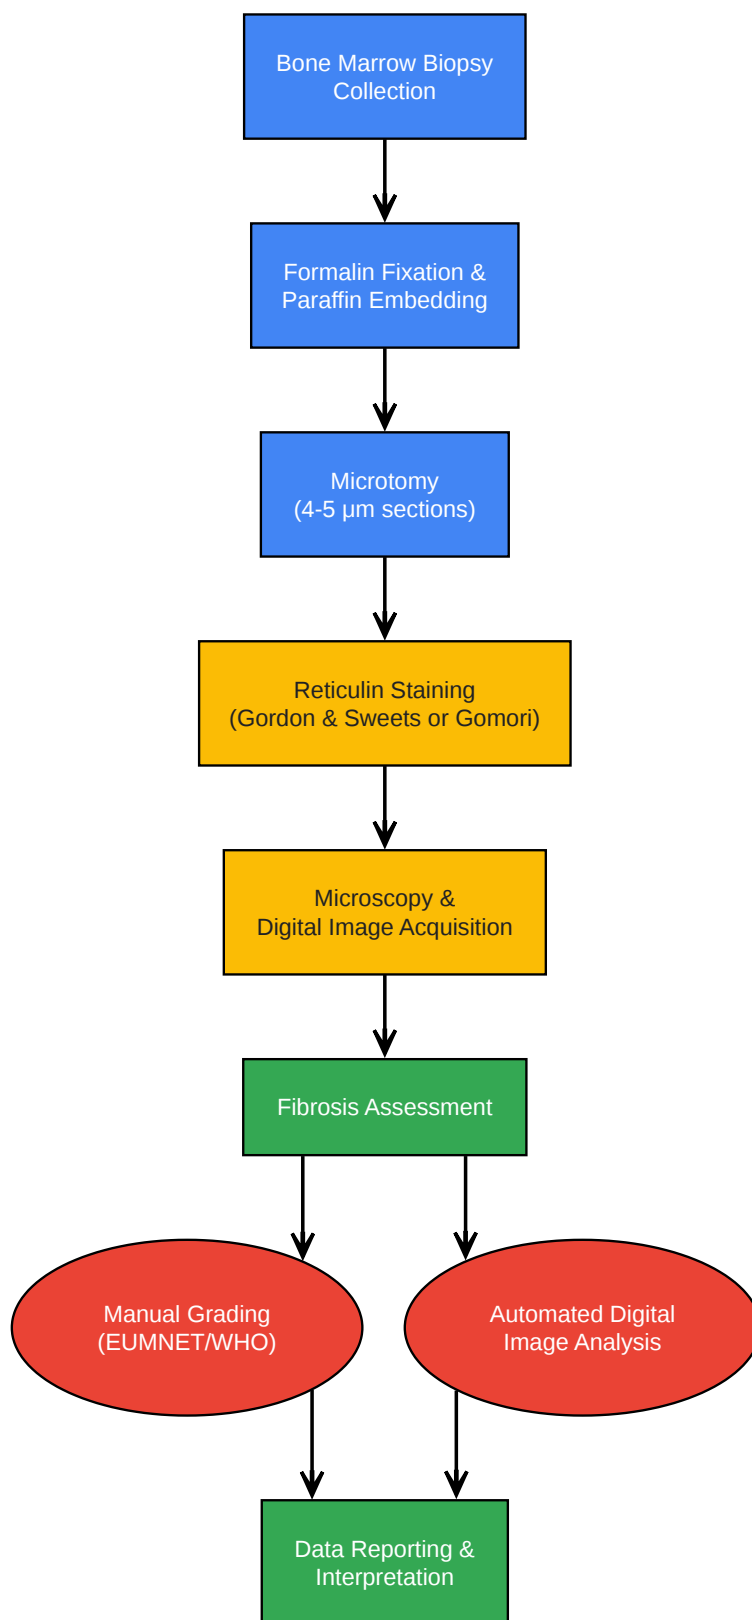 Bone Marrow Biopsy
Collection
Formalin Fixation &
Paraffin Embedding
Microtomy
(4-5 μm sections)
Reticulin Staining
(Gordon & Sweets or Gomori)
Microscopy &
Digital Image Acquisition
Fibrosis Assessment
Manual Grading
(EUMNET/WHO)
Automated Digital
Image Analysis
Data Reporting &
Interpretation